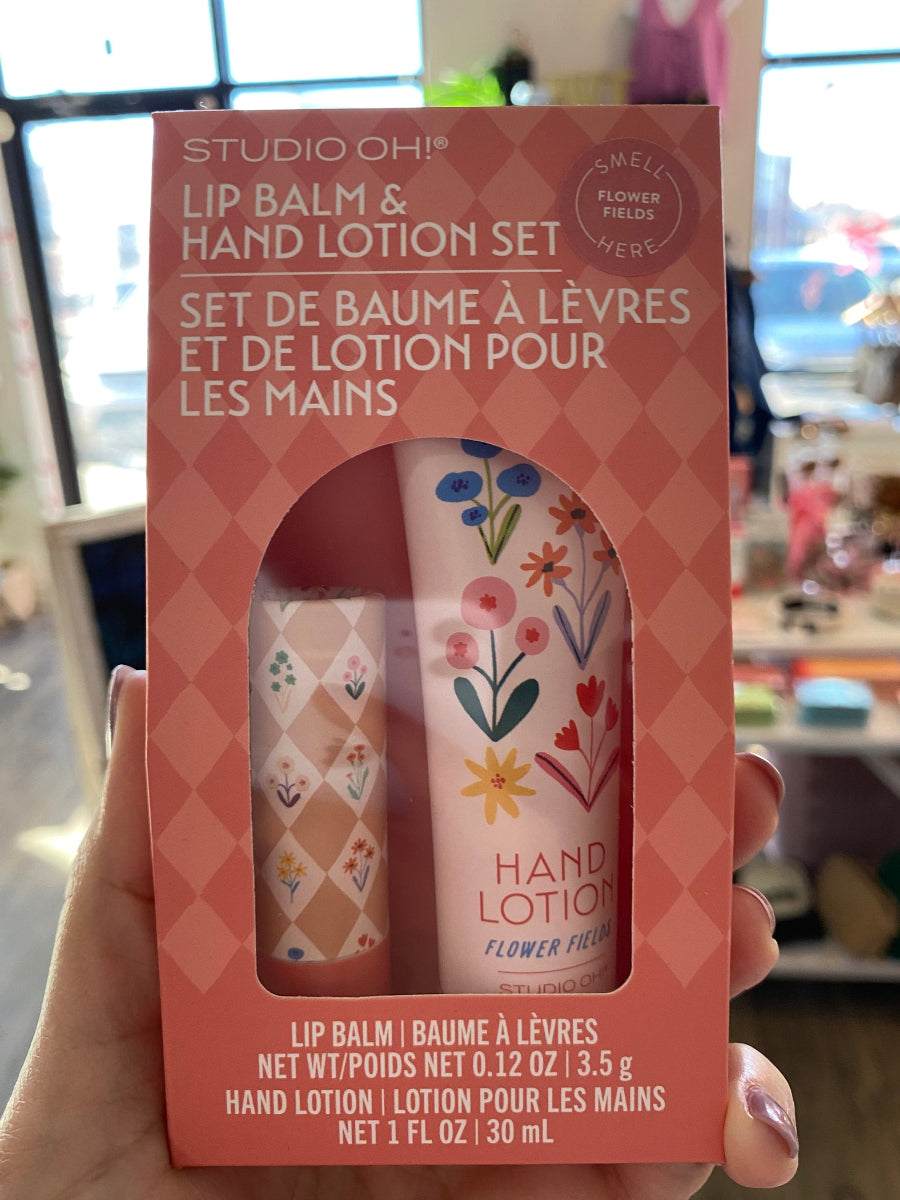 STUDIO OH!®
LIP BALM &
HAND LOTION SET
SMELL
FLOWER
FIELDS
HERE
SET DE BAUME À LÈVRES
ET DE LOTION POUR
LES MAINS
HAND
LOTION
FLOWER FIELDS
STUDIO OH!®
LIP BALM | BAUME À LÈVRES
NET WT/POIDS NET 0.12 OZ | 3.5 g
HAND LOTION | LOTION POUR LES MAINS
NET 1 FL OZ | 30 mL